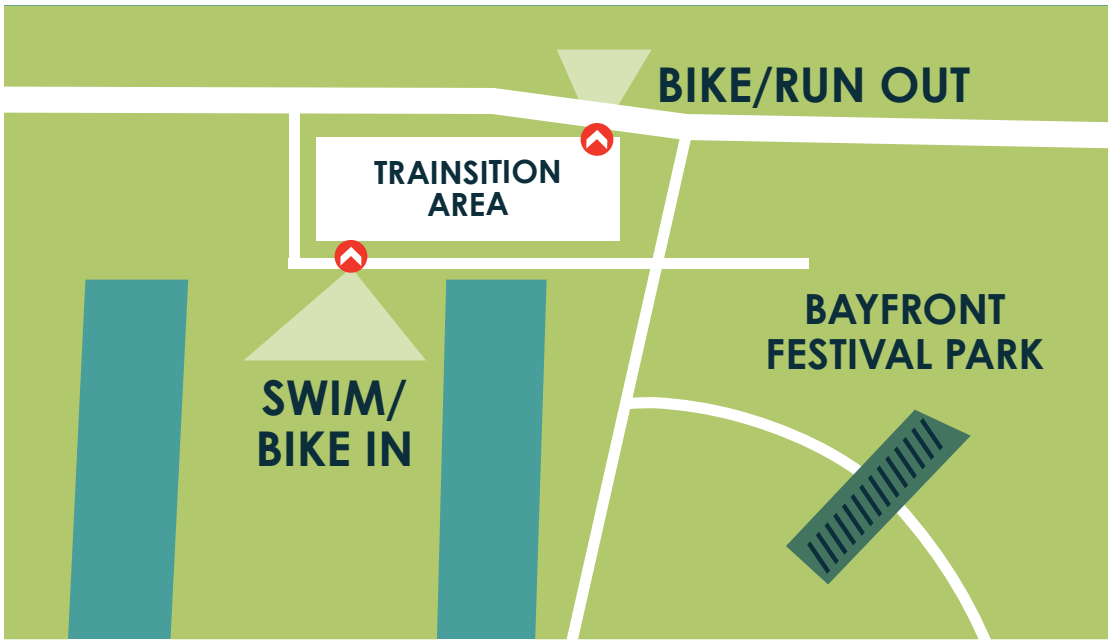 BIKE/RUN OUT
TRAINSITION
AREA
BAYFRONT
FESTIVAL PARK
SWIM/
BIKE IN